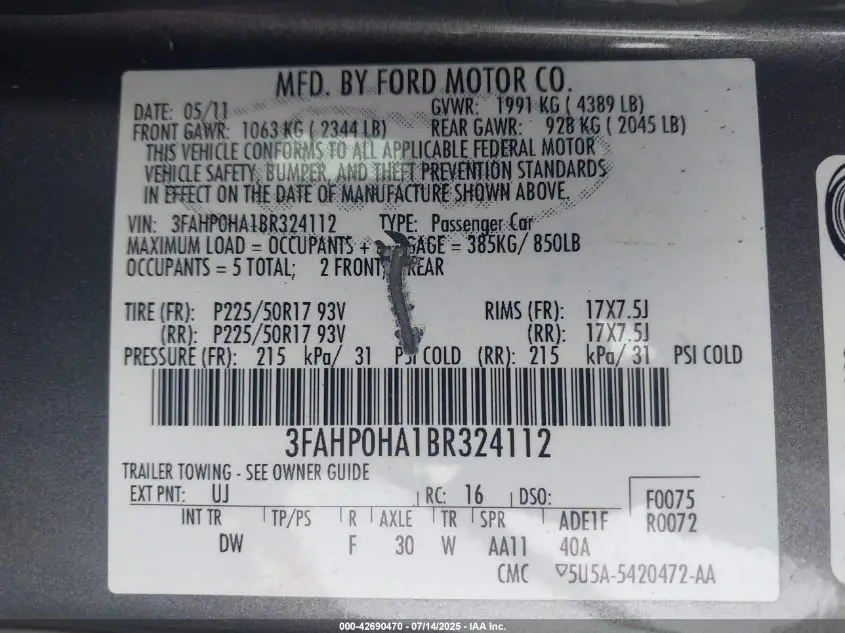 MFD. BY FORD MOTOR CO.
DATE: 05/11 GVWR: 1991 KG ( 4389 LB)
FRONT GAWR: 1063 KG ( 2344 LB) REAR GAWR: 928 KG ( 2045 LB)
THIS VEHICLE CONFORMS TO ALL APPLICABLE FEDERAL MOTOR
VEHICLE SAFETY, BUMPER, AND THEFT PREVENTION STANDARDS
IN EFFECT ON THE DATE OF MANUFACTURE SHOWN ABOVE.
VIN: 3FAHP0HA1BR324112 TYPE: Passenger Car
MAXIMUM LOAD = OCCUPANTS + GAGE = 385KG/ 850LB
OCCUPANTS = 5 TOTAL; 2 FRONT, REAR
TIRE (FR): P225/50R17 93V RIMS (FR): 17X7.5J
(RR): P225/50R17 93V (RR): 17X7.5J
PRESSURE (FR): 215 kPa/ 31 PSI COLD (RR): 215 kPa/ 31 PSI COLD
3FAHP0HA1BR324112
TRAILER TOWING - SEE OWNER GUIDE
EXT PNT: UJ RC: 16 DSO: F0075
INT TR TP/PS R AXLE TR SPR ADE1F R0072
DW F 30 W AA11 40A
CMC ▽5U5A-5420472-AA
000-42690470 - 07/14/2025 - IAA Inc.